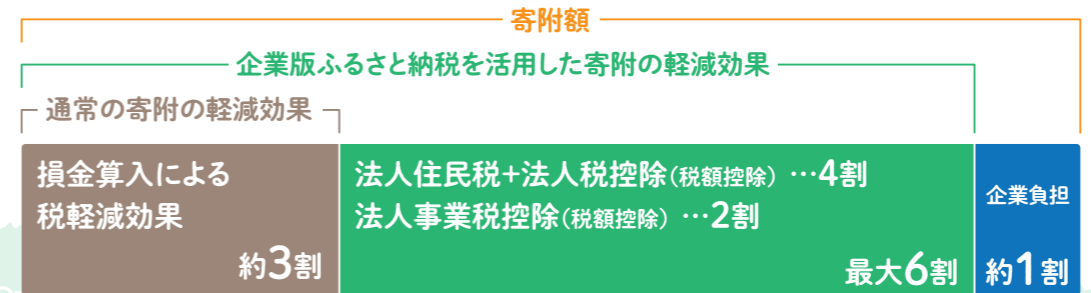 寄附額
企業版ふるさと納税を活用した寄附の軽減効果
通常の寄附の軽減効果
損金算入による
税軽減効果
約3割
法人住民税+法人税控除(税額控除) …4割
法人事業税控除(税額控除) …2割
最大6割
企業負担
約1割